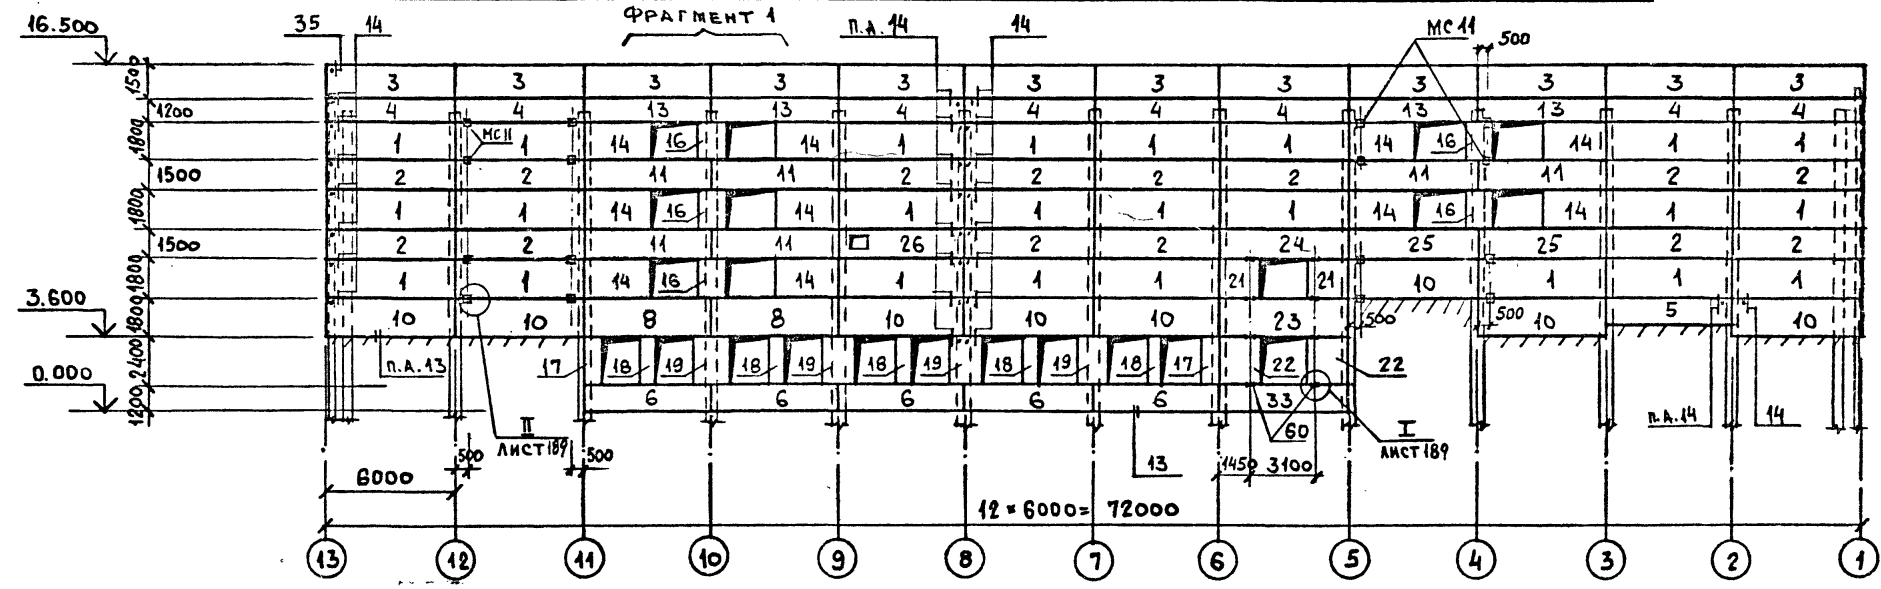 ФРАГМЕНТ 1
16.500 35 14 П.А.14 14 МС11 500
1500 3 3 3 3 3 3 3 3 3 3 3 3
1200 4 4 13 13 4 4 4 4 13 13 4 4
1800 1 МС11 1 14 16 14 1 1 1 1 14 16 14 1 1
1500 2 2 11 11 2 2 2 2 11 11 2 2
1800 1 1 14 16 14 1 1 1 1 14 16 14 1 1
1500 2 2 11 11 26 2 2 24 25 25 2 2
1800 1 1 14 16 14 1 1 1 21 21 10 1 1 1
3.600 1800 10 10 8 8 10 10 10 23 500 500 10 5 10
2400 П.А.13 17 18 19 18 19 18 19 18 19 18 17 22 22
0.000
1200 6 6 6 6 6 33
II
ЛИСТ 189
60
I
ЛИСТ 189
П.А.14 14
500 500 13 1450 3100
6000
12×6000= 72000
13 12 11 10 9 8 7 6 5 4 3 2 1